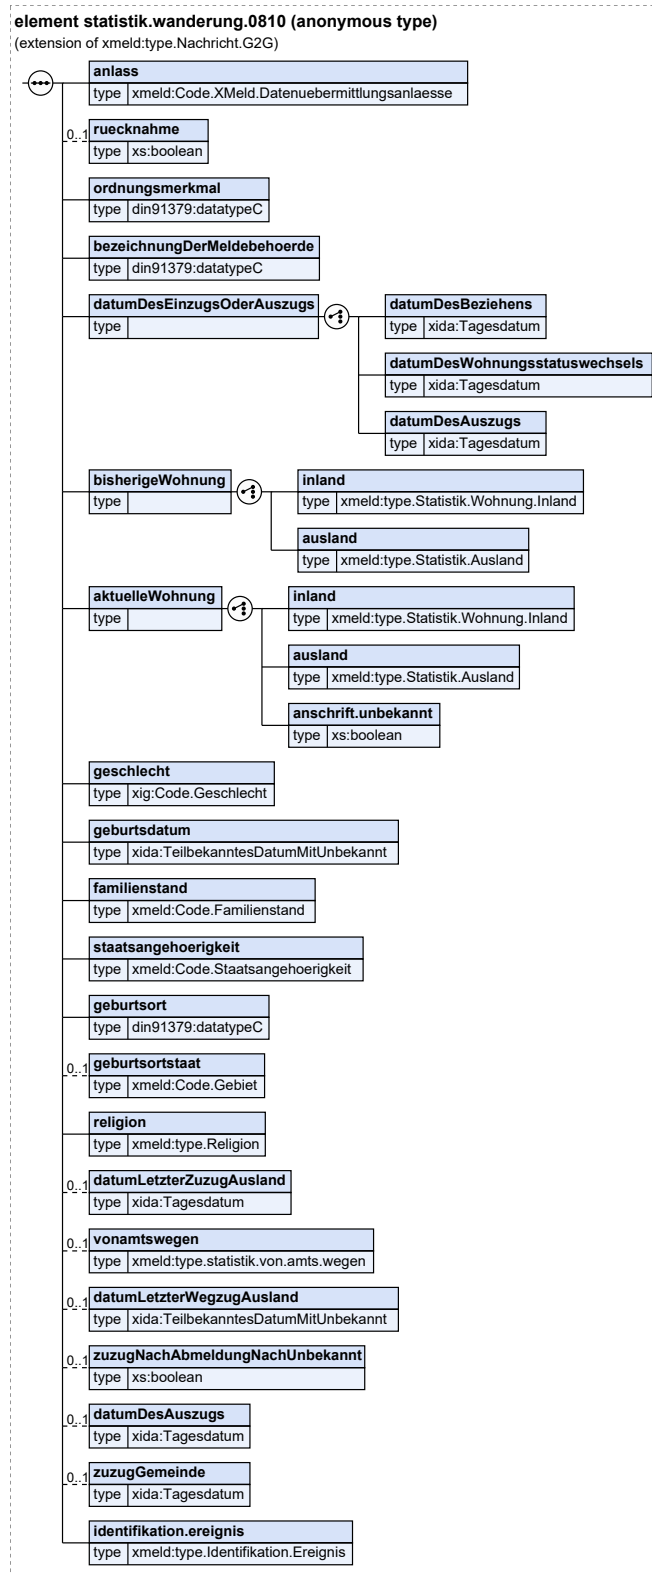 element statistik.wanderung.0810 (anonymous type)
(extension of xmeld:type.Nachricht.G2G)
anlass
type xmeld:Code.XMeld.Datenuebermittlungsanlaesse
0..1 ruecknahme
type xs:boolean
ordnungsmerkmal
type din91379:datatypeC
bezeichnungDerMeldebehoerde
type din91379:datatypeC
datumDesEinzugsOderAuszugs
type
datumDesBeziehens
type xida:Tagesdatum
datumDesWohnungsstatuswechsels
type xida:Tagesdatum
datumDesAuszugs
type xida:Tagesdatum
bisherigeWohnung
type
inland
type xmeld:type.Statistik.Wohnung.Inland
ausland
type xmeld:type.Statistik.Ausland
aktuelleWohnung
type
inland
type xmeld:type.Statistik.Wohnung.Inland
ausland
type xmeld:type.Statistik.Ausland
anschrift.unbekannt
type xs:boolean
geschlecht
type xig:Code.Geschlecht
geburtsdatum
type xida:TeilbekanntesDatumMitUnbekannt
familienstand
type xmeld:Code.Familienstand
staatsangehoerigkeit
type xmeld:Code.Staatsangehoerigkeit
geburtsort
type din91379:datatypeC
0..1 geburtsortstaat
type xmeld:Code.Gebiet
religion
type xmeld:type.Religion
0..1 datumLetzterZuzugAusland
type xida:Tagesdatum
0..1 vonamtswegen
type xmeld:type.statistik.von.amts.wegen
0..1 datumLetzterWegzugAusland
type xida:TeilbekanntesDatumMitUnbekannt
0..1 zuzugNachAbmeldungNachUnbekannt
type xs:boolean
0..1 datumDesAuszugs
type xida:Tagesdatum
0..1 zuzugGemeinde
type xida:Tagesdatum
identifikation.ereignis
type xmeld:type.Identifikation.Ereignis